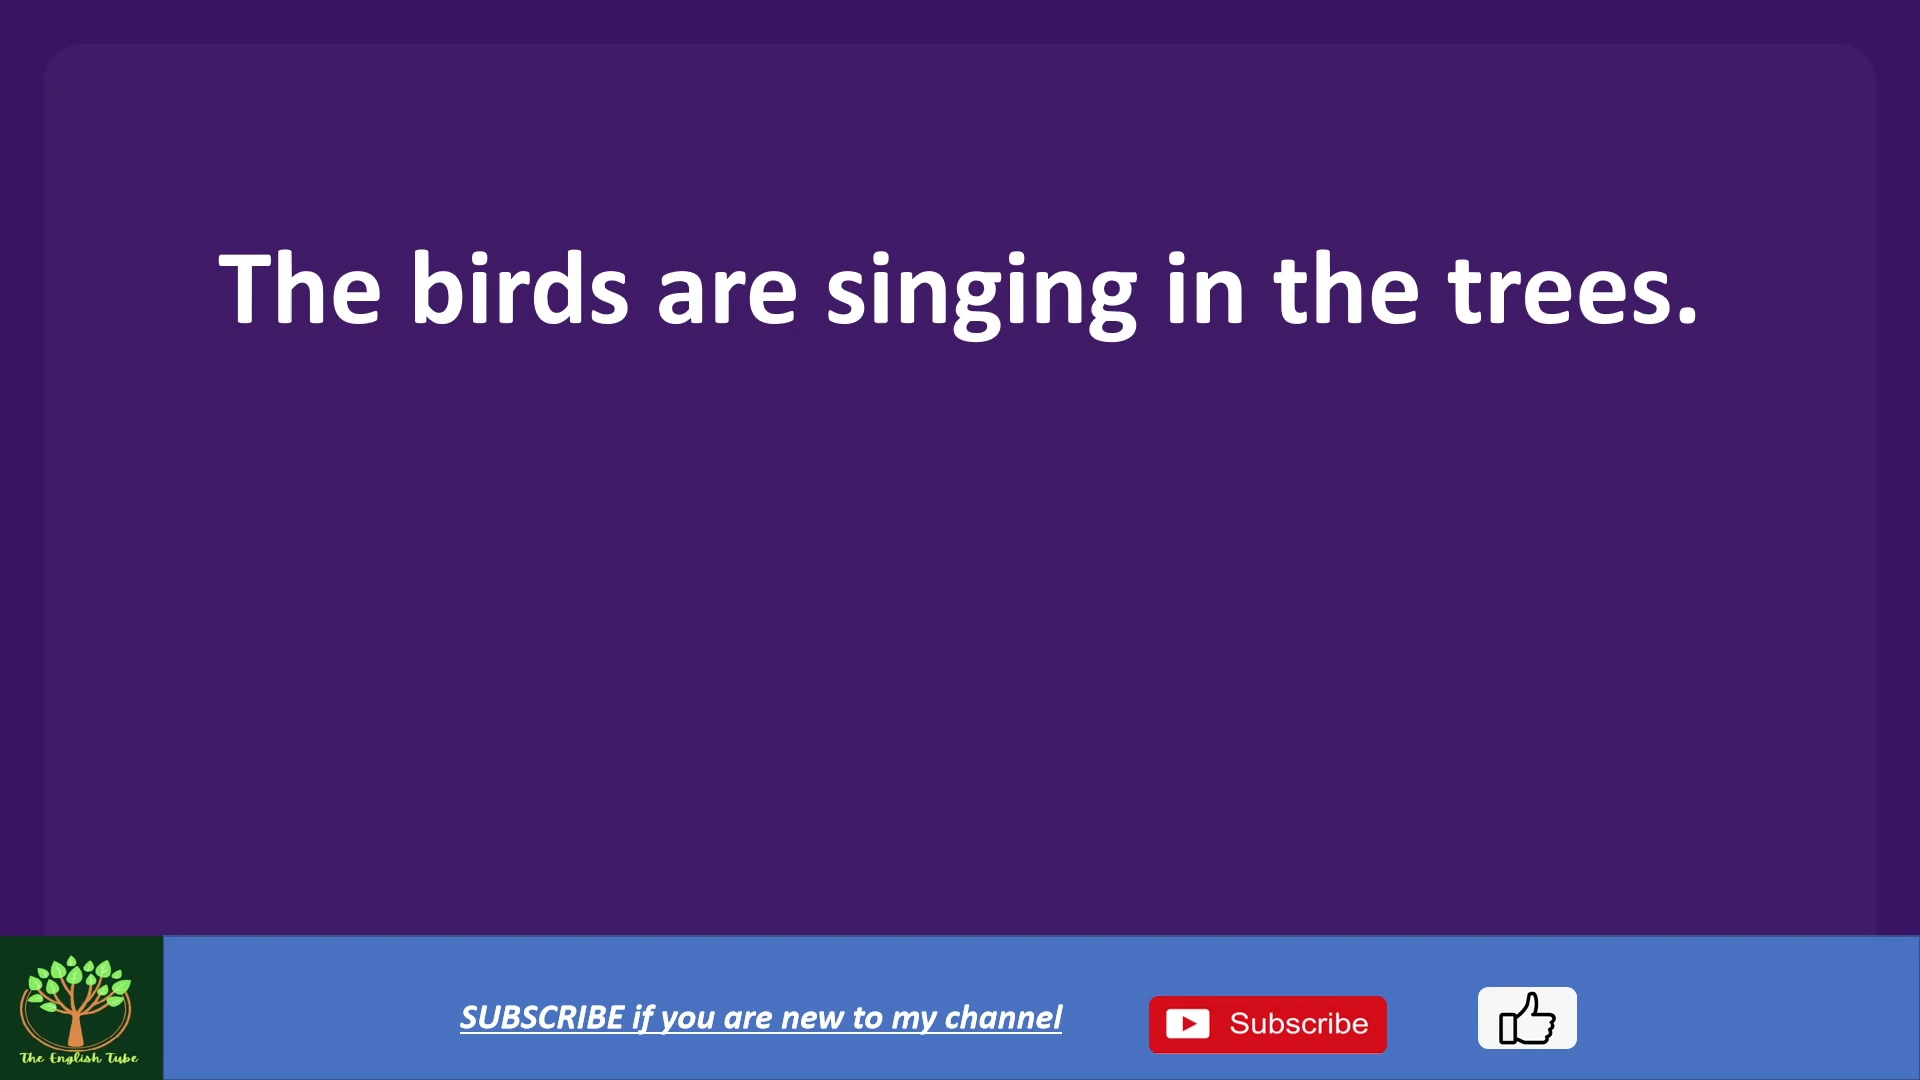 The birds are singing in the trees.
SUBSCRIBE if you are new to my channel
Subscribe
The English Tube